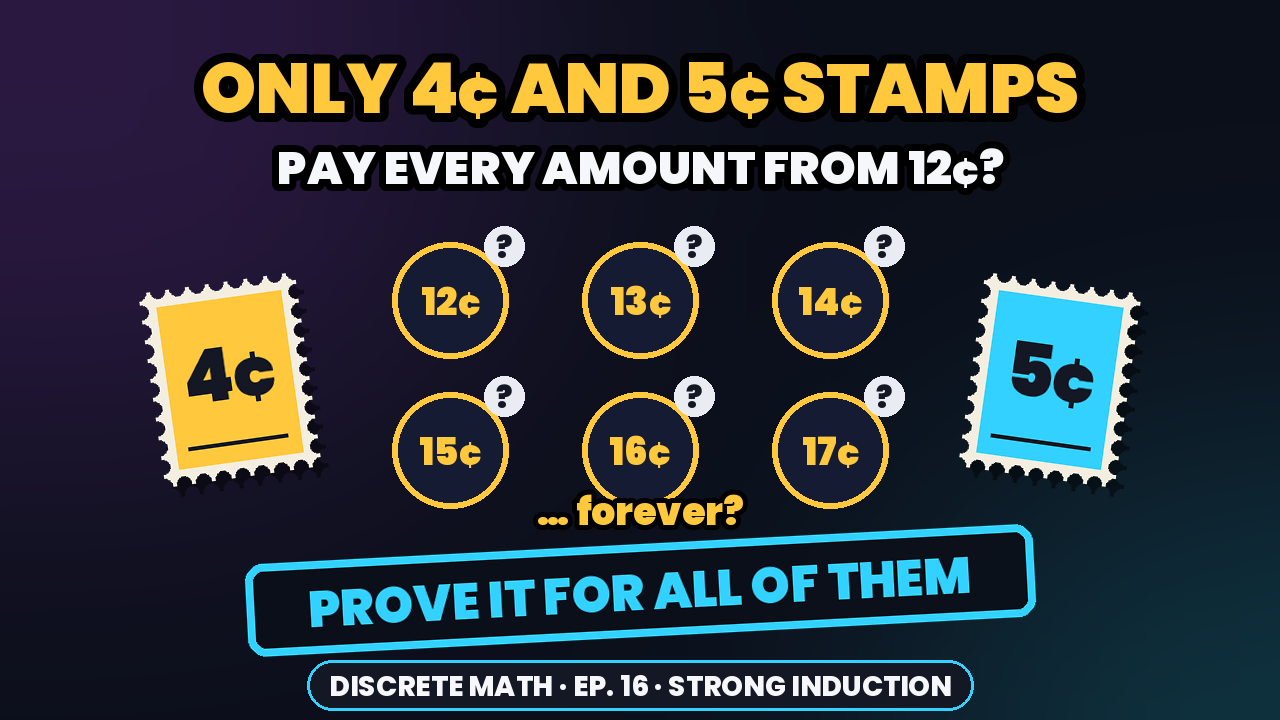 ONLY 4¢ AND 5¢ STAMPS
PAY EVERY AMOUNT FROM 12¢?
? ? ?
12¢ 13¢ 14¢
4¢ 5¢
? ? ?
15¢ 16¢ 17¢
... forever?
PROVE IT FOR ALL OF THEM
DISCRETE MATH · EP. 16 · STRONG INDUCTION